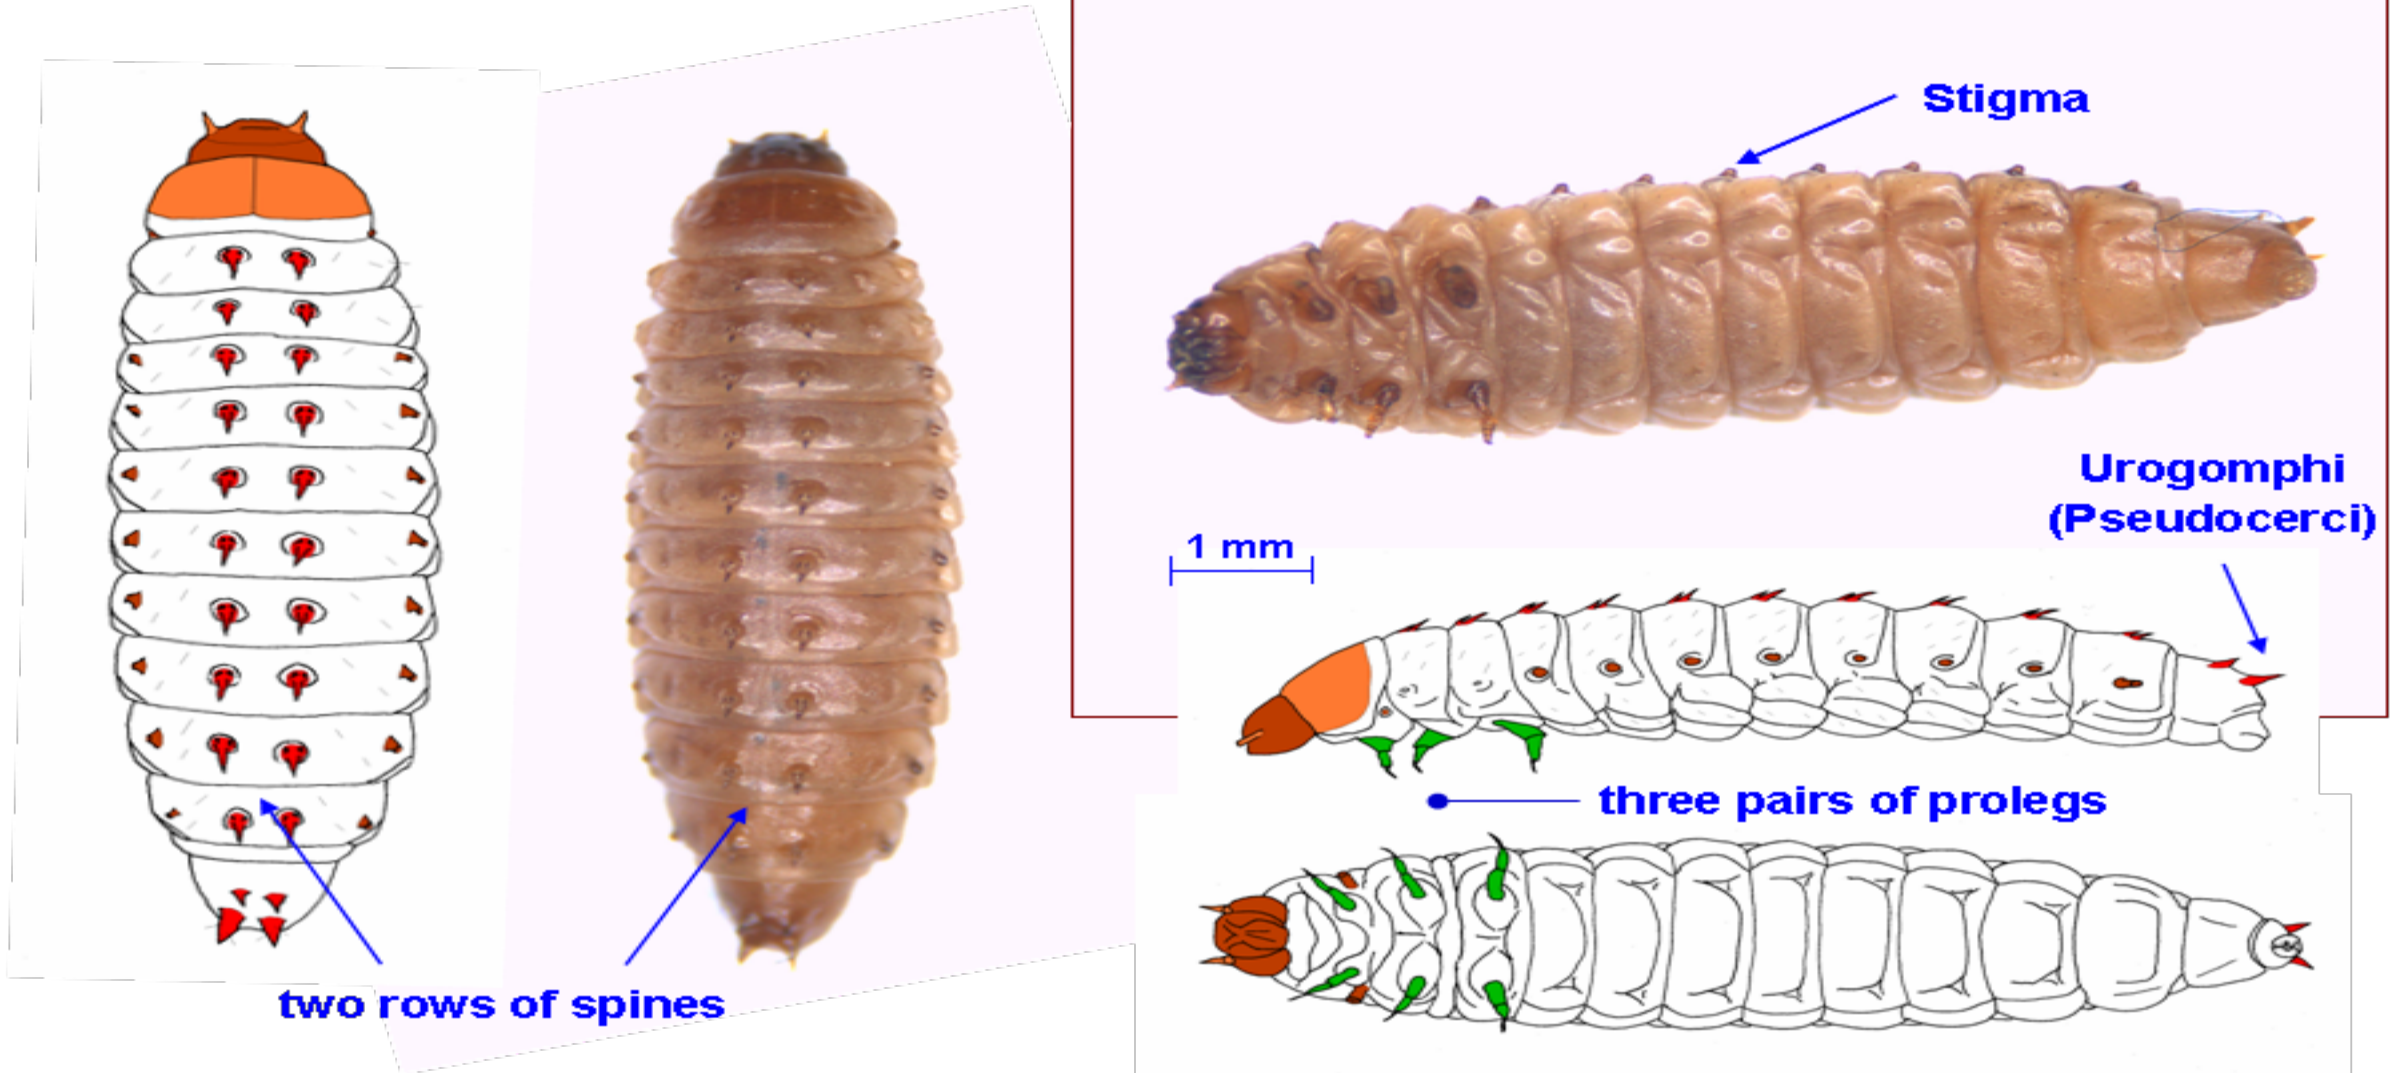 Stigma
Urogomphi
(Pseudocerci)
1 mm
three pairs of prolegs
two rows of spines